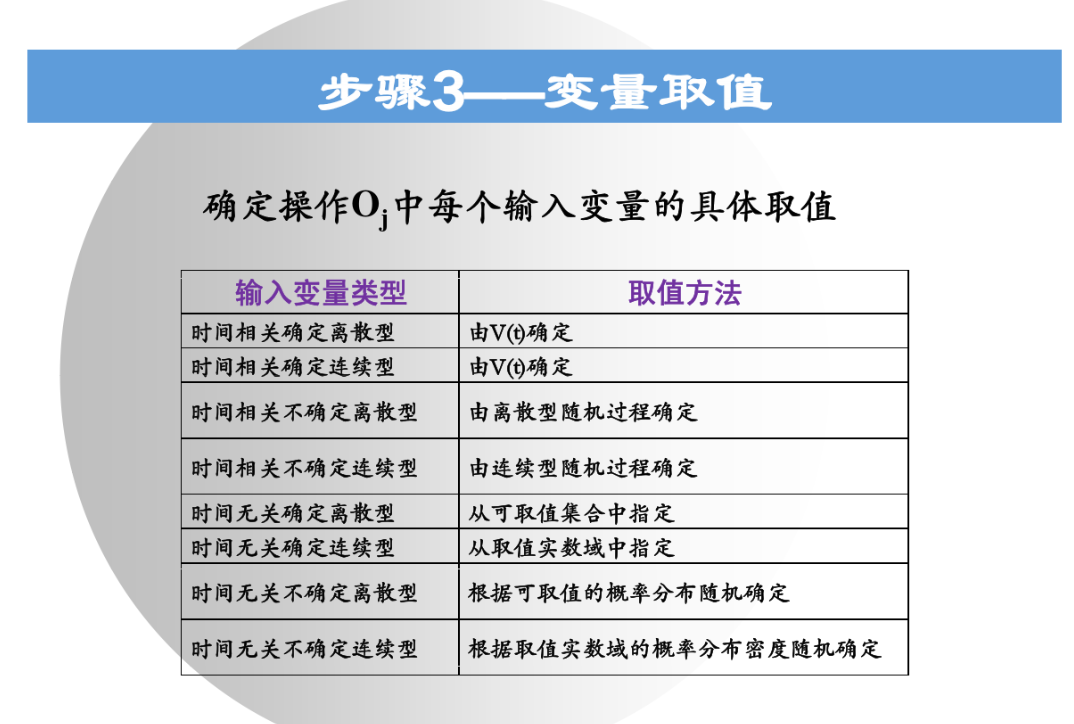 步骤3——变量取值
确定操作Oj中每个输入变量的具体取值
输入变量类型 取值方法
时间相关确定离散型 由V(t)确定
时间相关确定连续型 由V(t)确定
时间相关不确定离散型 由离散型随机过程确定
时间相关不确定连续型 由连续型随机过程确定
时间无关确定离散型 从可取值集合中指定
时间无关确定连续型 从取值实数域中指定
时间无关不确定离散型 根据可取值的概率分布随机确定
时间无关不确定连续型 根据取值实数域的概率分布密度随机确定